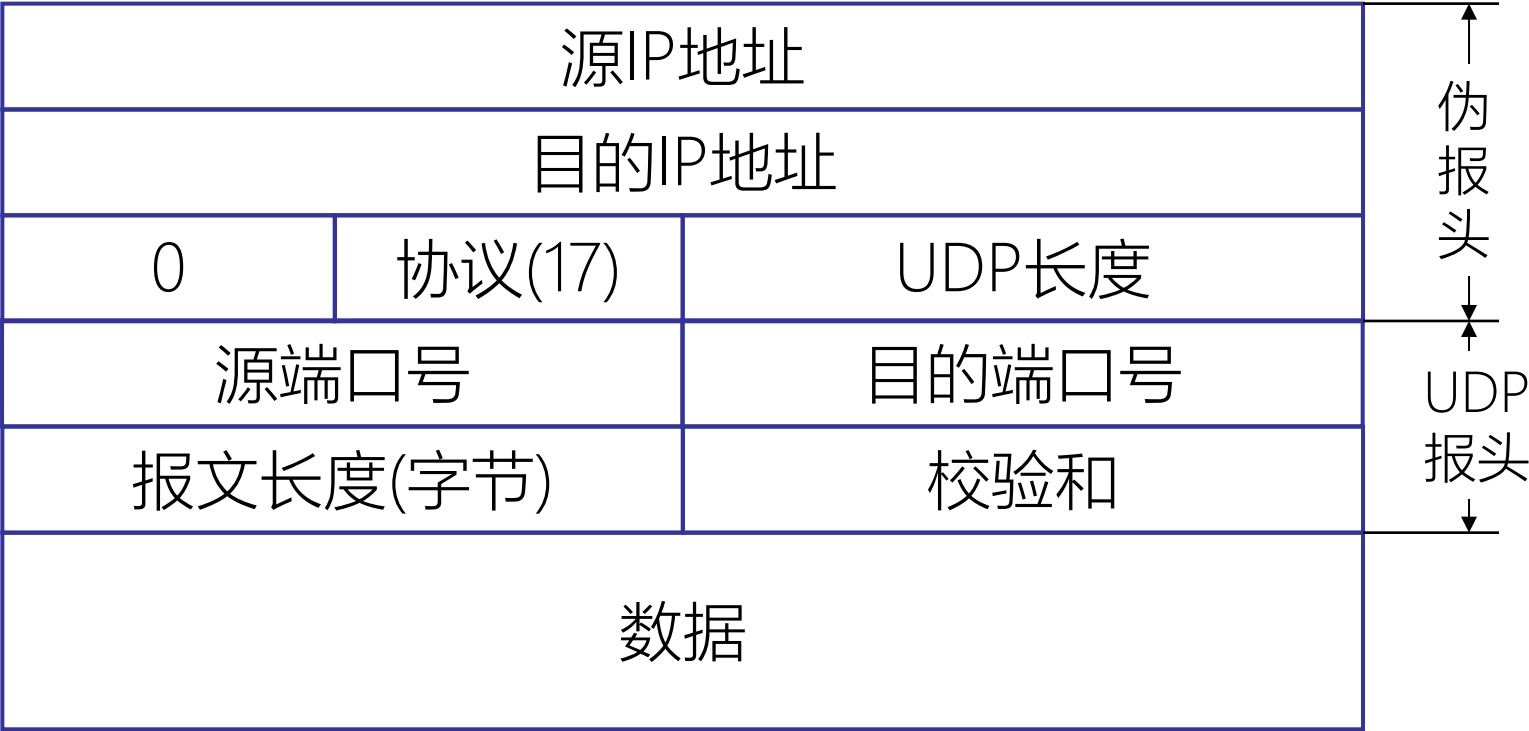 源IP地址
目的IP地址
0 协议(17) UDP长度
源端口号 目的端口号
报文长度(字节) 校验和
数据
伪报头
UDP
报头